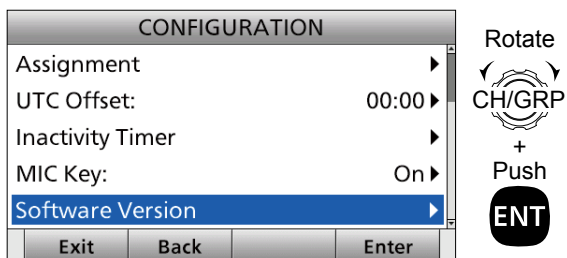 CONFIGURATION
Assignment
UTC Offset: 00:00
Inactivity Timer
MIC Key: On
Software Version
Exit Back Enter
Rotate
CH/GRP
+
Push
ENT